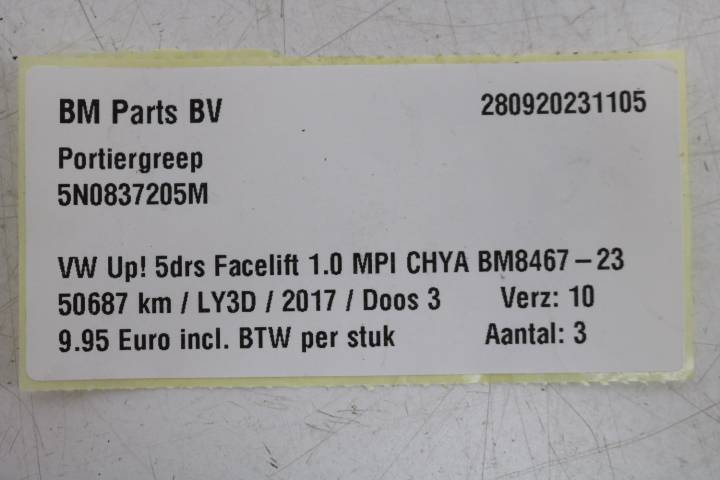 BM Parts BV 280920231105
Portiergreep
5N0837205M
VW Up! 5drs Facelift 1.0 MPI CHYA BM8467-23
50687 km / LY3D / 2017 / Doos 3 Verz: 10
9.95 Euro incl. BTW per stuk Aantal: 3